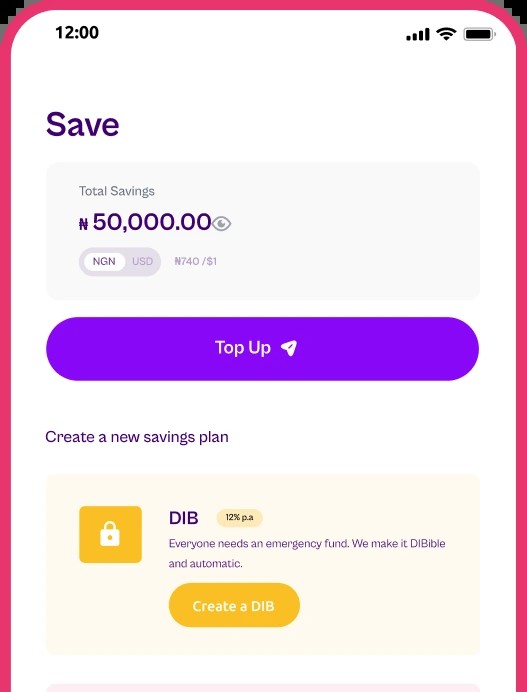 12:00
Save
Total Savings
₦ 50,000.00
NGN USD ₦740 /$1
Top Up
Create a new savings plan
DIB 12% p.a
Everyone needs an emergency fund. We make it DIBible
and automatic.
Create a DIB